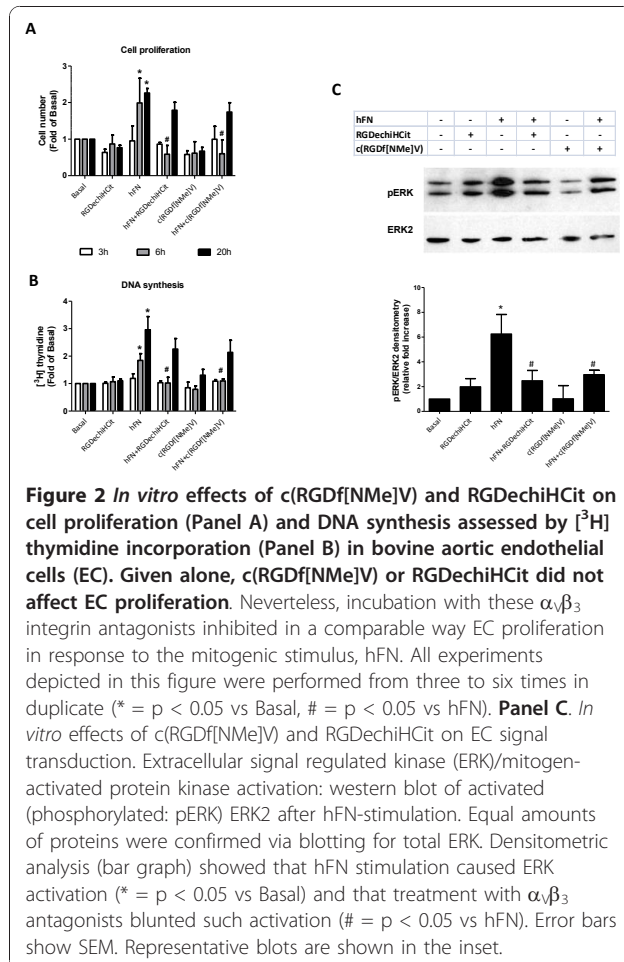 A
Cell proliferation
Cell number
(Fold of Basal)
3
2
1
0
* *
#
#
Basal
RGDechiHCit
hFN
hFN+RGDechiHCit
c(RGDf[NMe]V)
hFN+c(RGDf[NMe]V)
3h 6h 20h
B
DNA synthesis
[³H] thymidine
(Fold of Basal)
4
3
2
1
0
* *
#
#
Basal
RGDechiHCit
hFN
hFN+RGDechiHCit
c(RGDf[NMe]V)
hFN+c(RGDf[NMe]V)
C
hFN - - + + - +
RGDechiHCit - + - + - -
c(RGDf[NMe]V) - - - - + +
pERK
ERK2
pERK/ERK2 densitometry
(relative fold increase)
10
8
6
4
2
0
*
#
#
Basal
RGDechiHCit
hFN
hFN+RGDechiHCit
c(RGDf[NMe]V)
hFN+c(RGDf[NMe]V)
Figure 2 In vitro effects of c(RGDf[NMe]V) and RGDechiHCit on
cell proliferation (Panel A) and DNA synthesis assessed by [³H]
thymidine incorporation (Panel B) in bovine aortic endothelial
cells (EC). Given alone, c(RGDf[NMe]V) or RGDechiHCit did not
affect EC proliferation. Neverteless, incubation with these αVβ3
integrin antagonists inhibited in a comparable way EC proliferation
in response to the mitogenic stimulus, hFN. All experiments
depicted in this figure were performed from three to six times in
duplicate (* = p < 0.05 vs Basal, # = p < 0.05 vs hFN). Panel C. In
vitro effects of c(RGDf[NMe]V) and RGDechiHCit on EC signal
transduction. Extracellular signal regulated kinase (ERK)/mitogen-
activated protein kinase activation: western blot of activated
(phosphorylated: pERK) ERK2 after hFN-stimulation. Equal amounts
of proteins were confirmed via blotting for total ERK. Densitometric
analysis (bar graph) showed that hFN stimulation caused ERK
activation (* = p < 0.05 vs Basal) and that treatment with αVβ3
antagonists blunted such activation (# = p < 0.05 vs hFN). Error bars
show SEM. Representative blots are shown in the inset.